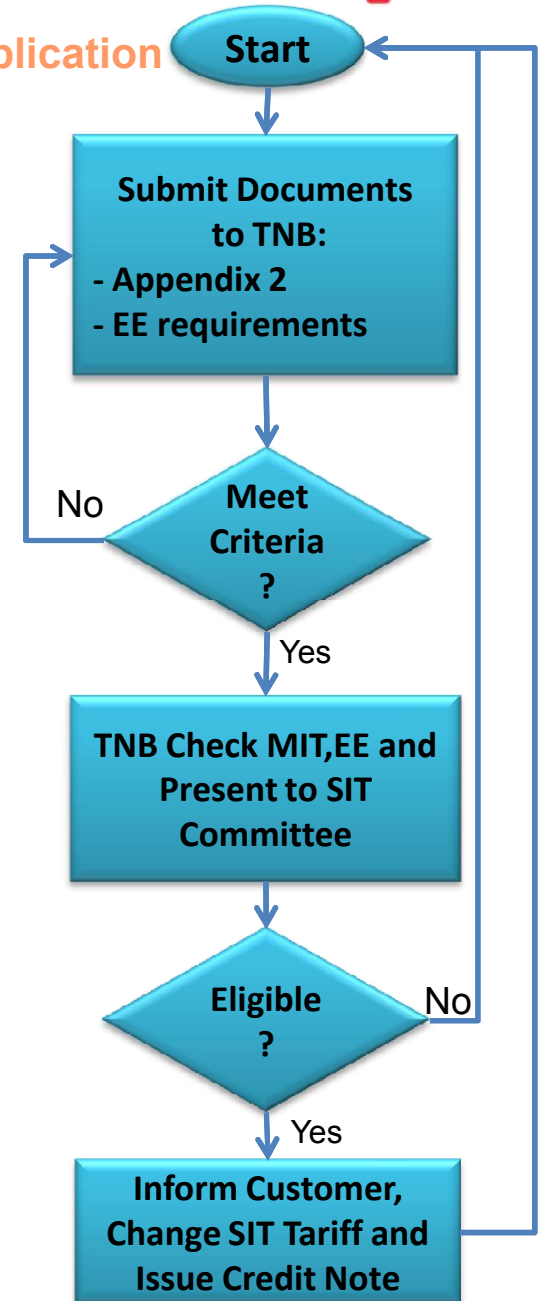 Start
Submit Documents
to TNB:
- Appendix 2
- EE requirements
No
Meet
Criteria
?
Yes
TNB Check MIT,EE and
Present to SIT
Committee
Eligible
?
No
Yes
Inform Customer,
Change SIT Tariff and
Issue Credit Note